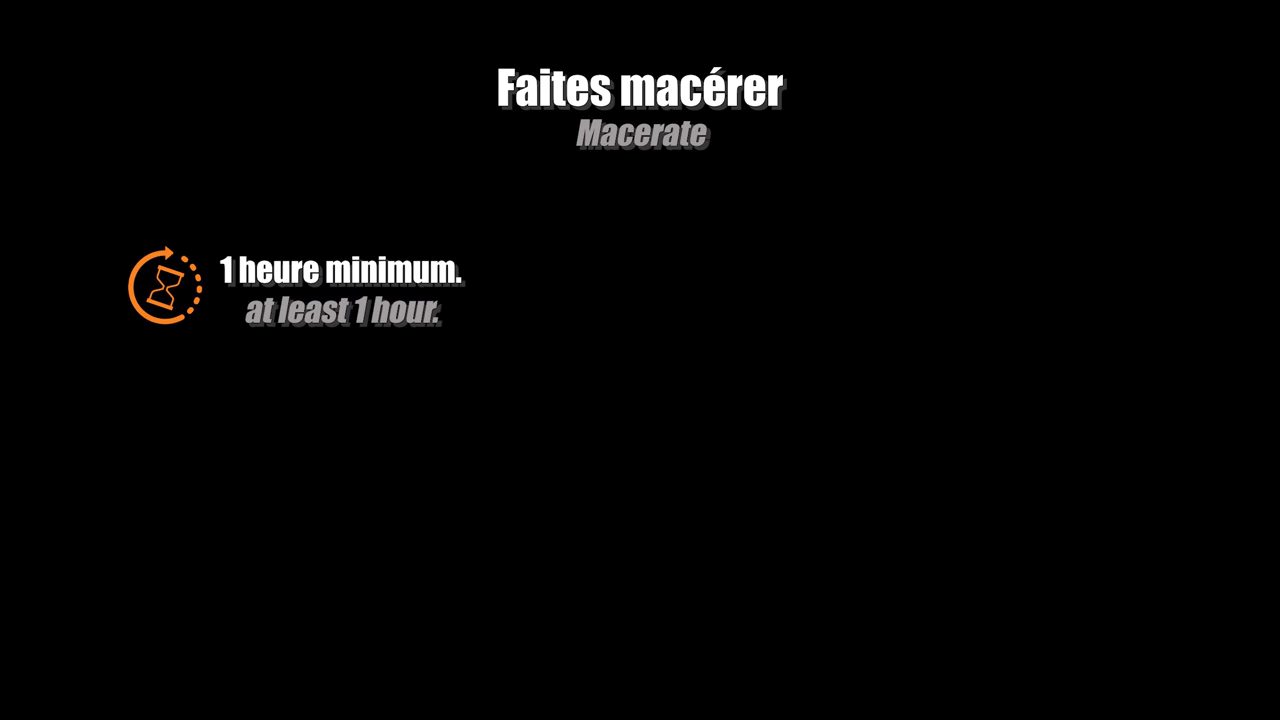 Faites macérer
Macerate
1 heure minimum.
at least 1 hour.